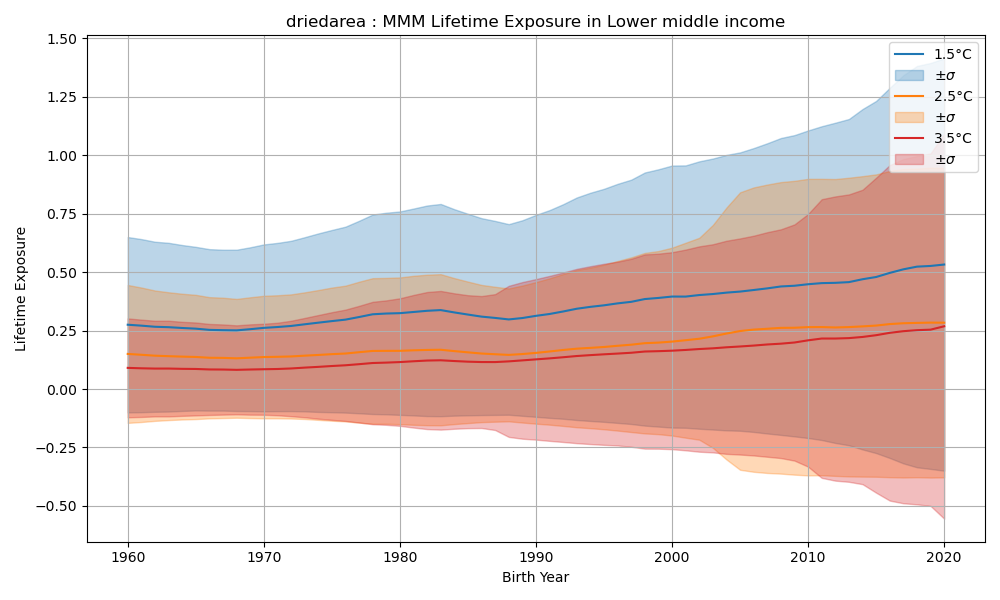 driedarea : MMM Lifetime Exposure in Lower middle income
1.50
1.25
1.00
0.75
0.50
0.25
0.00
−0.25
−0.50
Lifetime Exposure
1.5°C
±σ
2.5°C
±σ
3.5°C
±σ
1960 1970 1980 1990 2000 2010 2020
Birth Year